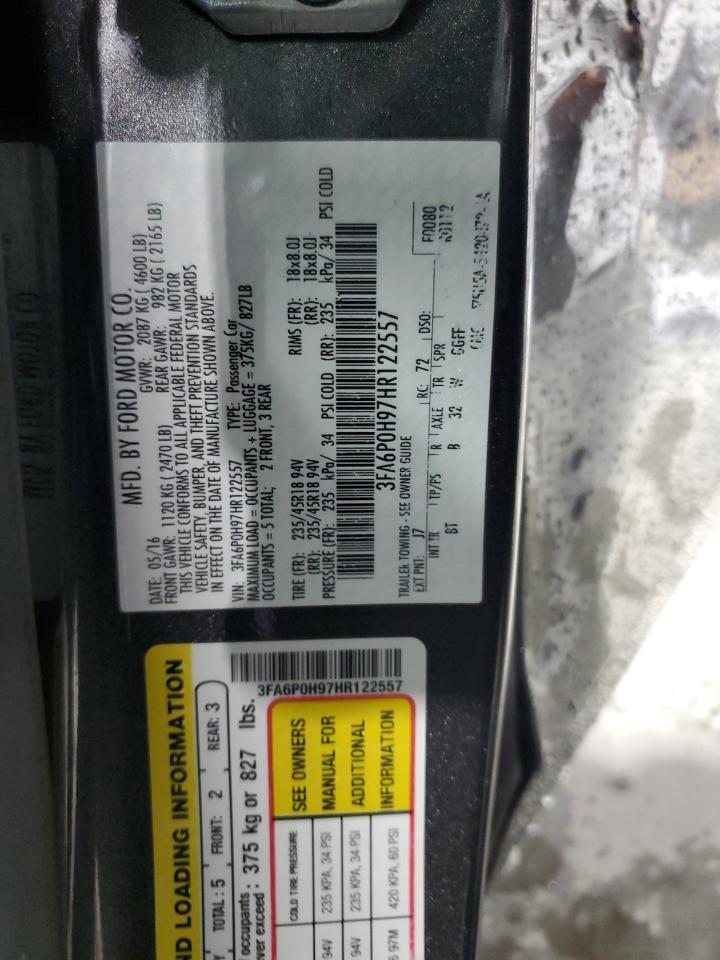 MFD. BY FORD MOTOR CO.
DATE: 05/16 GVWR: 2087 KG ( 4600 LB)
FRONT GAWR: 1120 KG (2470 LB) REAR GAWR: 982 KG ( 2165 LB)
THIS VEHICLE CONFORMS TO ALL APPLICABLE FEDERAL MOTOR
VEHICLE SAFETY, BUMPER, AND THEFT PREVENTION STANDARDS
IN EFFECT ON THE DATE OF MANUFACTURE SHOWN ABOVE.
VIN: 3FA6P0H97HR122557 TYPE: Passenger Car
MAXIMUM LOAD = OCCUPANTS + LUGGAGE = 375KG/ 827LB
OCCUPANTS = 5 TOTAL: 2 FRONT, 3 REAR
TIRE (FR): 235/45R18 94V RIMS (FR): 18x8.0J
(RR): 235/45R18 94V (RR): 18x8.0J
PRESSURE (FR): 235 kPa/ 34 PSI COLD (RR): 235 kPa/ 34 PSI COLD
3FA6P0H97HR122557
TRAILER TOWING - SEE OWNER GUIDE
EXT PNT: J7 RC: 72 DSO: F0080
INT TR TP/PS R AXLE TR SPR
BT B 32 W GGFF
ND LOADING INFORMATION
TOTAL : 5 FRONT: 2 REAR: 3
occupants : 375 kg or 827 lbs.
ver exceed
3FA6P0H97HR122557
COLD TIRE PRESSURE SEE OWNERS
94V 235 KPA, 34 PSI MANUAL FOR
94V 235 KPA, 34 PSI ADDITIONAL
97M 420 KPA, 60 PSI INFORMATION